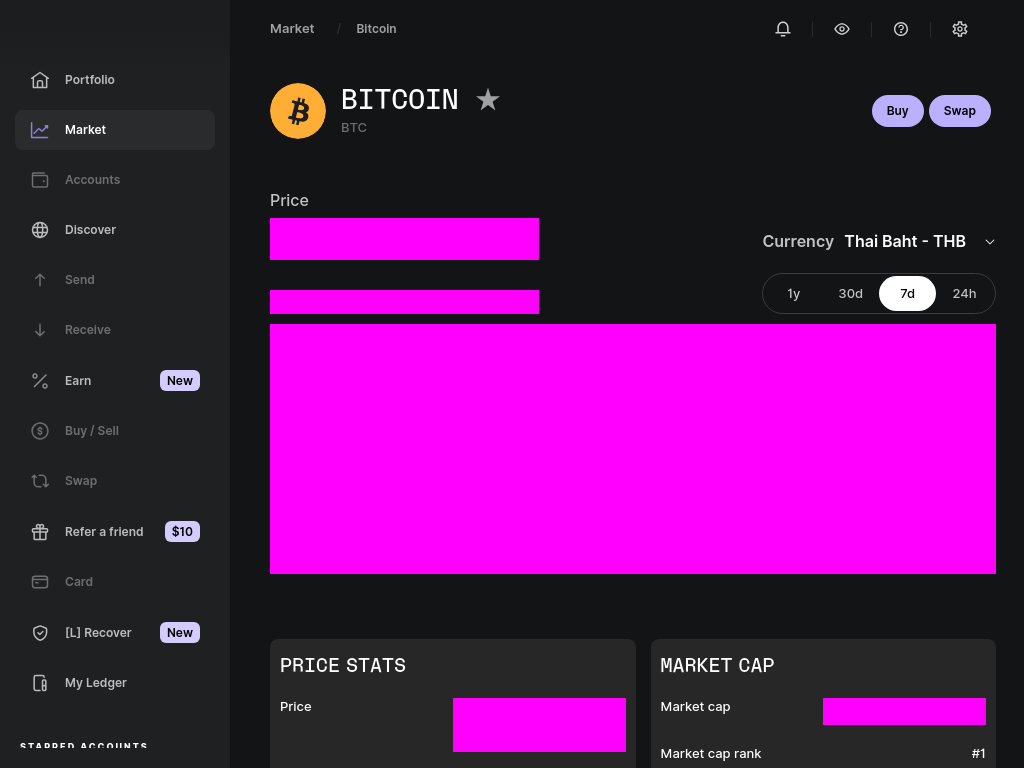 Market / Bitcoin
Portfolio
Market
Accounts
Discover
Send
Receive
Earn New
Buy / Sell
Swap
Refer a friend $10
Card
[L] Recover New
My Ledger
STARRED ACCOUNTS
BITCOIN
BTC
Buy Swap
Price
Currency Thai Baht - THB
1y 30d 7d 24h
PRICE STATS
Price
MARKET CAP
Market cap
Market cap rank #1